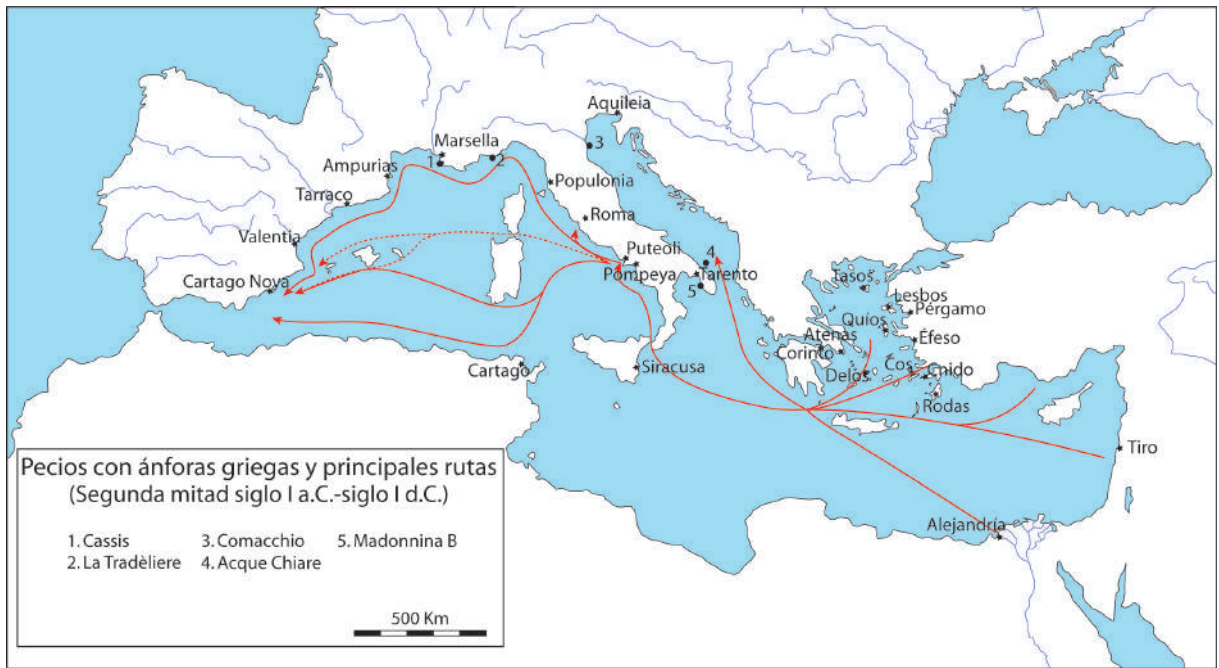 Aquileia
3
Marsella
1
2
Ampurias
Populonia
Tarraco
Roma
Valentia
Puteoli
4
Pompeya
Tarento
Cartago Nova
5
Tasos
Lesbos
Pérgamo
Quíos
Atenas
Éfeso
Corinto
Cartago
Siracusa
Delos
Cos
Cnido
Rodas
Tiro
Alejandría
Pecios con ánforas griegas y principales rutas
(Segunda mitad siglo I a.C.-siglo I d.C.)
1. Cassis 3. Comacchio 5. Madonnina B
2. La Tradèliere 4. Acque Chiare
500 Km